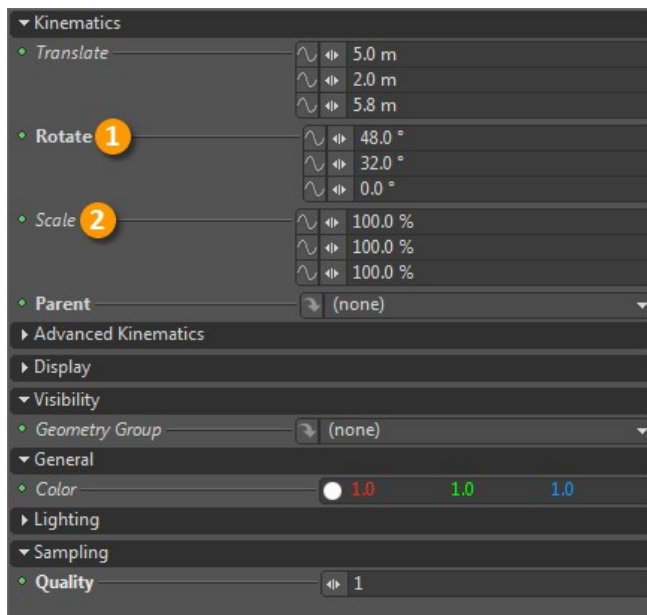 Kinematics
Translate 5.0 m
2.0 m
5.8 m
Rotate 1 48.0 °
32.0 °
0.0 °
Scale 2 100.0 %
100.0 %
100.0 %
Parent (none)
Advanced Kinematics
Display
Visibility
Geometry Group (none)
General
Color 1.0 1.0 1.0
Lighting
Sampling
Quality 1